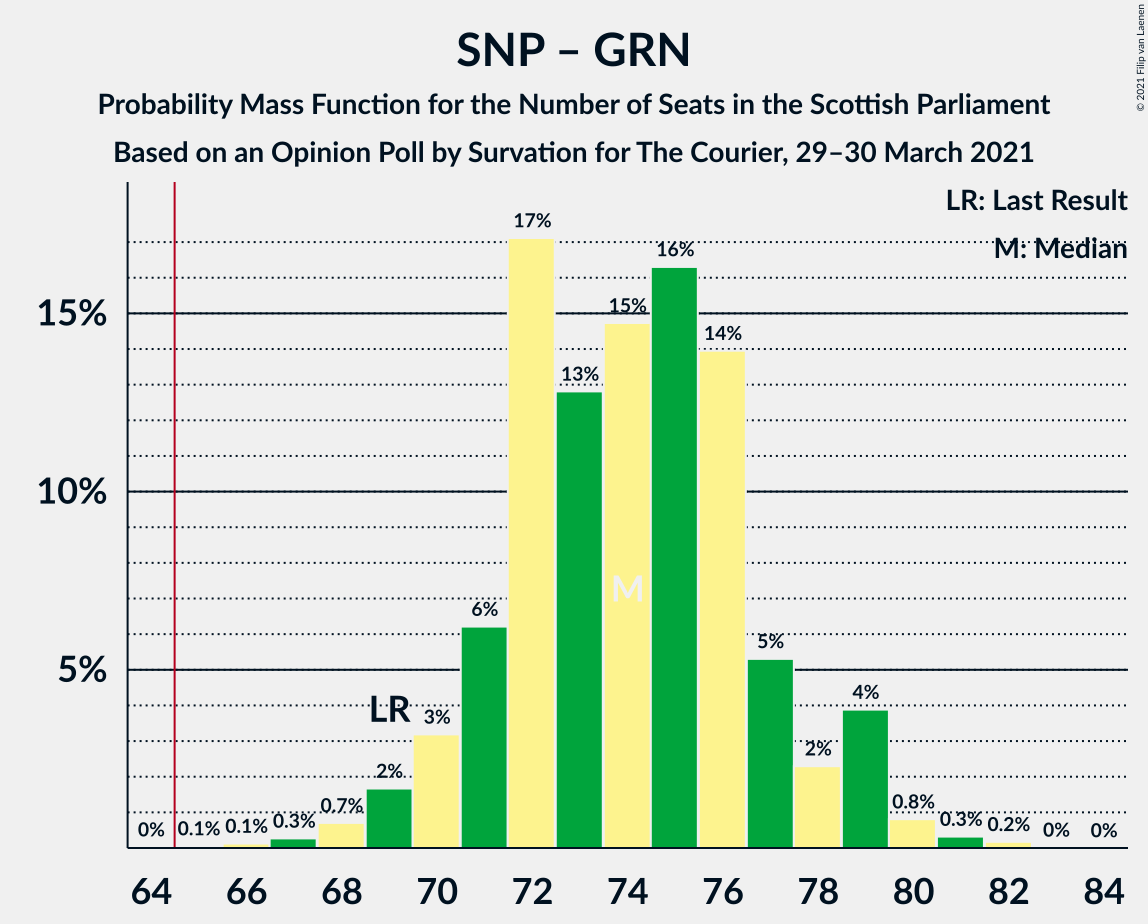 SNP – GRN
Probability Mass Function for the Number of Seats in the Scottish Parliament
Based on an Opinion Poll by Survation for The Courier, 29–30 March 2021
© 2021 Filip van Laenen
LR: Last Result
M: Median
15%
10%
5%
0%
0.1%
0.1%
0.3%
0.7%
2%
LR
3%
6%
17%
13%
15%
M
16%
14%
5%
2%
4%
0.8%
0.3%
0.2%
0%
0%
64 66 68 70 72 74 76 78 80 82 84